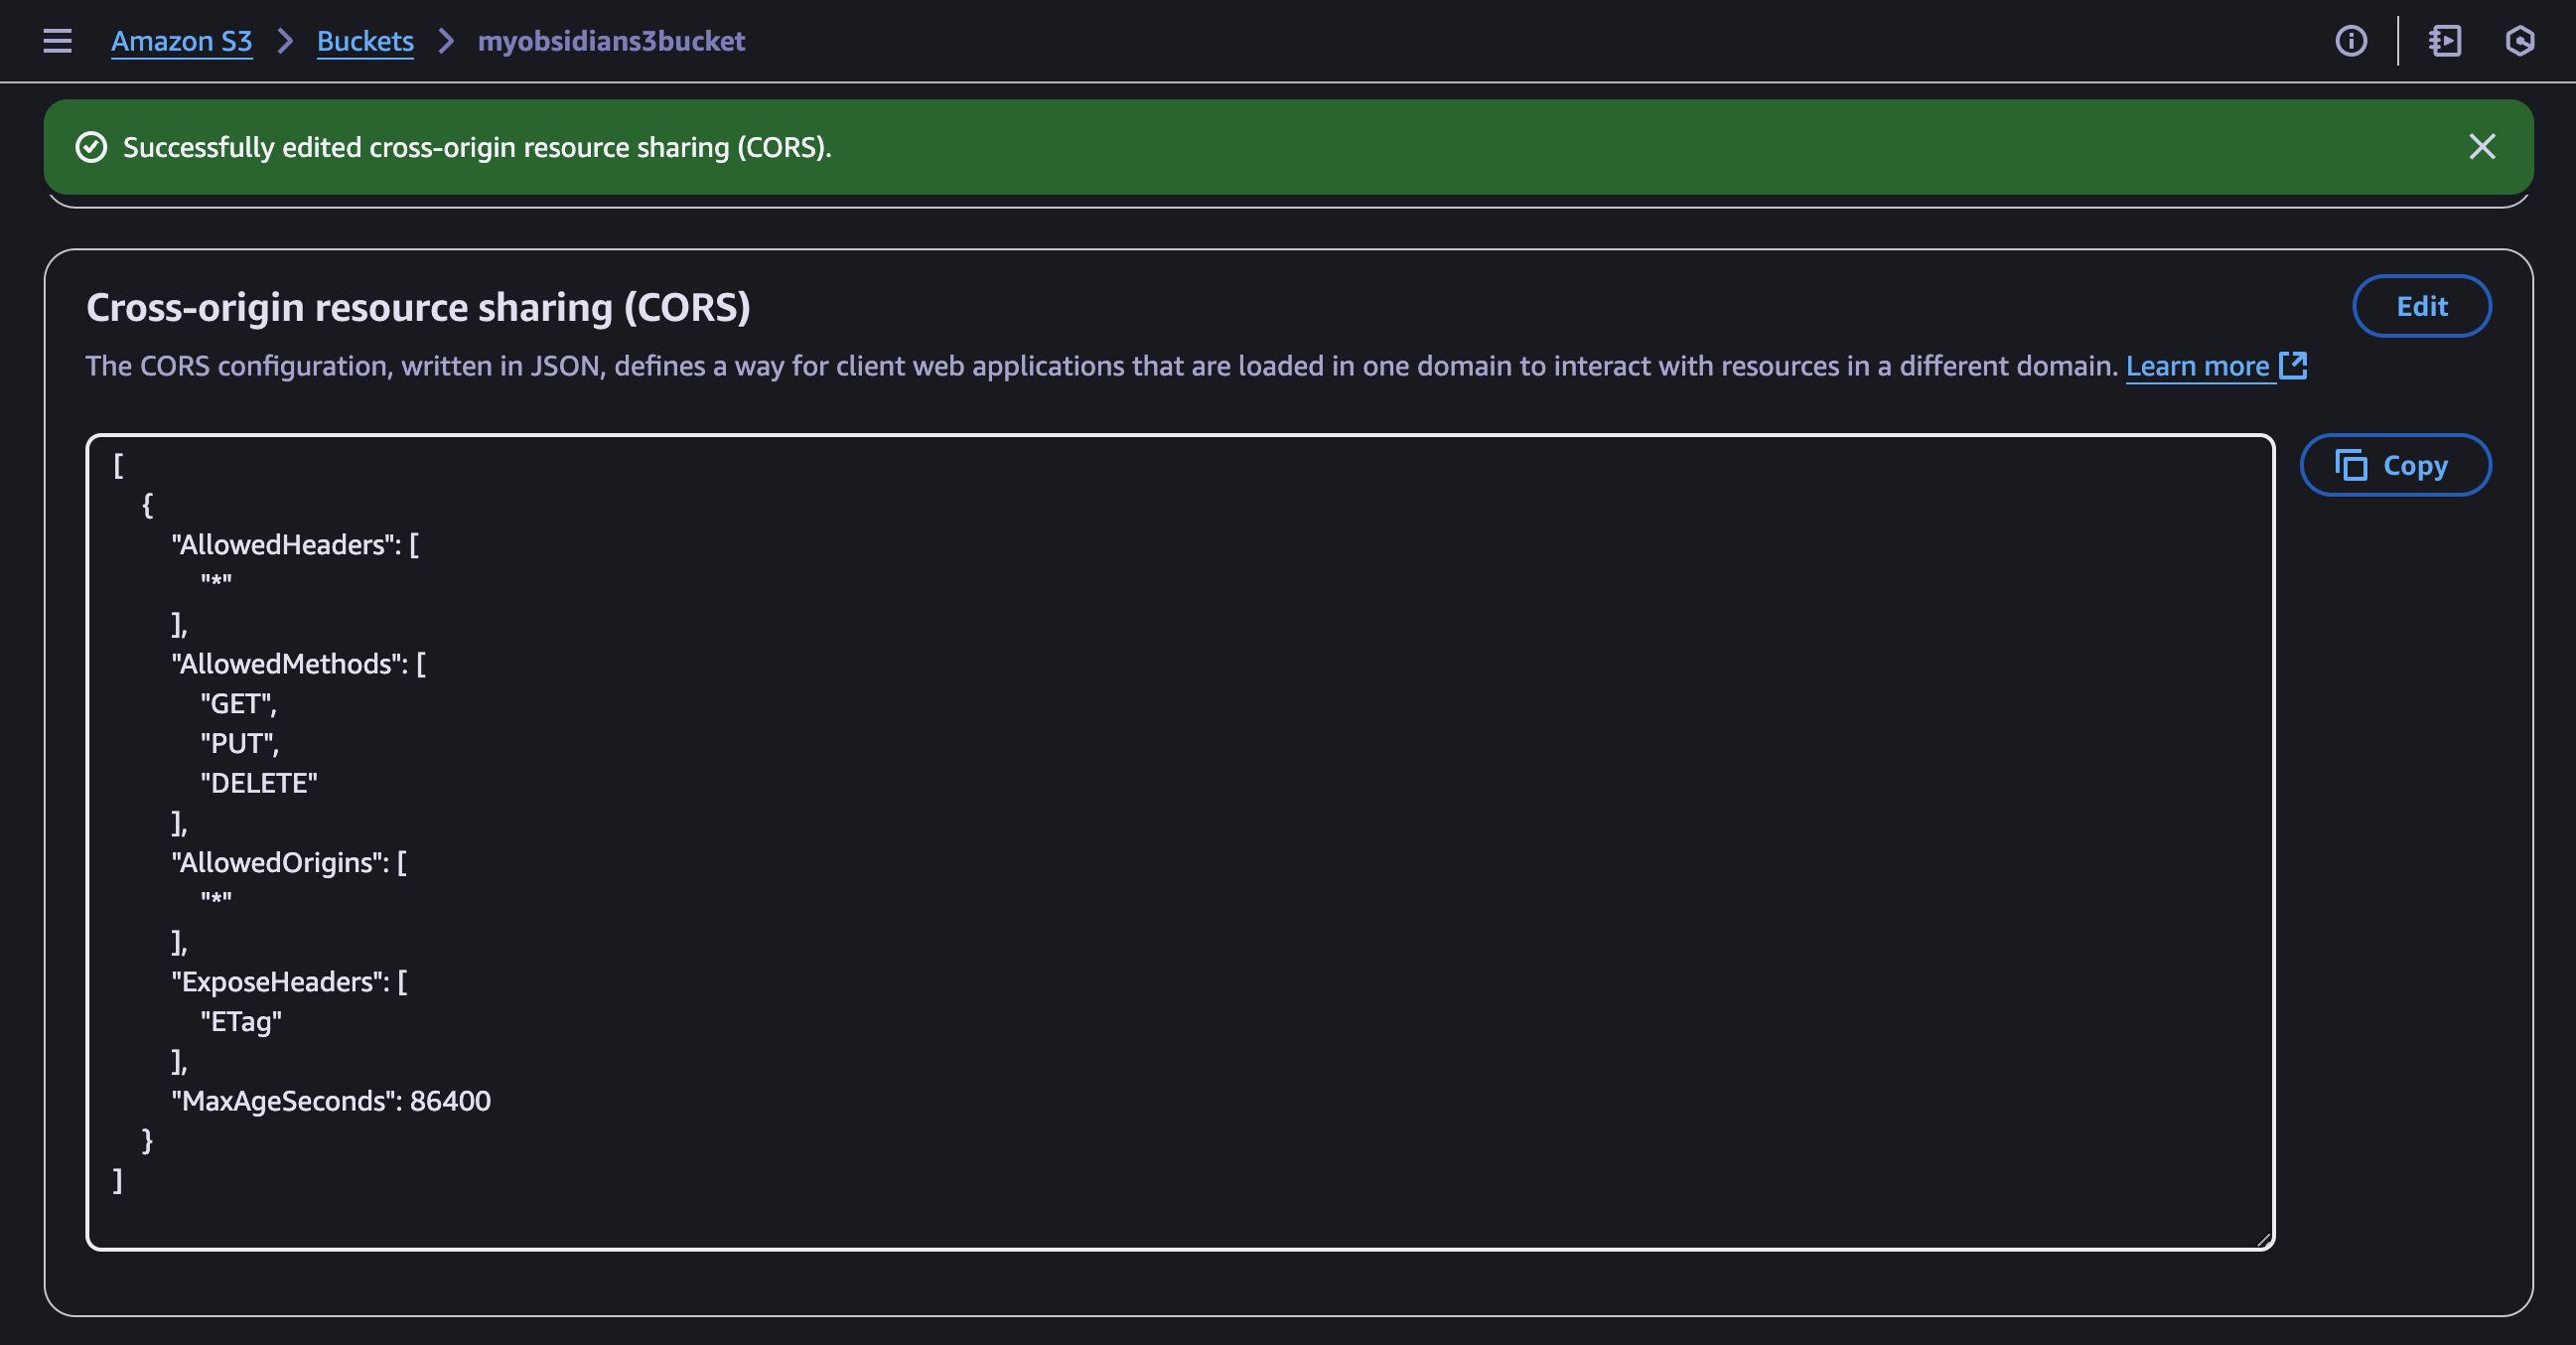 Amazon S3 > Buckets > myobsidians3bucket
Successfully edited cross-origin resource sharing (CORS).
Cross-origin resource sharing (CORS)
Edit
The CORS configuration, written in JSON, defines a way for client web applications that are loaded in one domain to interact with resources in a different domain. Learn more
Copy
[
  {
    "AllowedHeaders": [
      "*"
    ],
    "AllowedMethods": [
      "GET",
      "PUT",
      "DELETE"
    ],
    "AllowedOrigins": [
      "*"
    ],
    "ExposeHeaders": [
      "ETag"
    ],
    "MaxAgeSeconds": 86400
  }
]